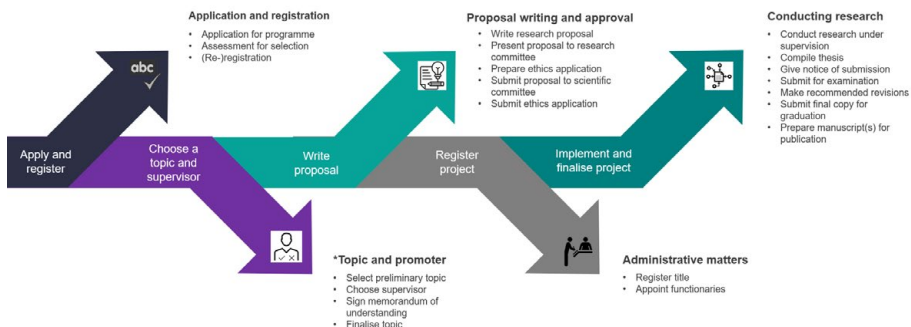 Application and registration
• Application for programme
• Assessment for selection
• (Re-)registration
Proposal writing and approval
• Write research proposal
• Present proposal to research
committee
• Prepare ethics application
• Submit proposal to scientific
committee
• Submit ethics application
Conducting research
• Conduct research under
supervision
• Compile thesis
• Give notice of submission
• Submit for examination
• Make recommended revisions
• Submit final copy for
graduation
• Prepare manuscript(s) for
publication
abc
Apply and
register
Choose a
topic and
supervisor
Write
proposal
Register
project
Implement and
finalise project
*Topic and promoter
• Select preliminary topic
• Choose supervisor
• Sign memorandum of
understanding
• Finalise topic
Administrative matters
• Register title
• Appoint functionaries